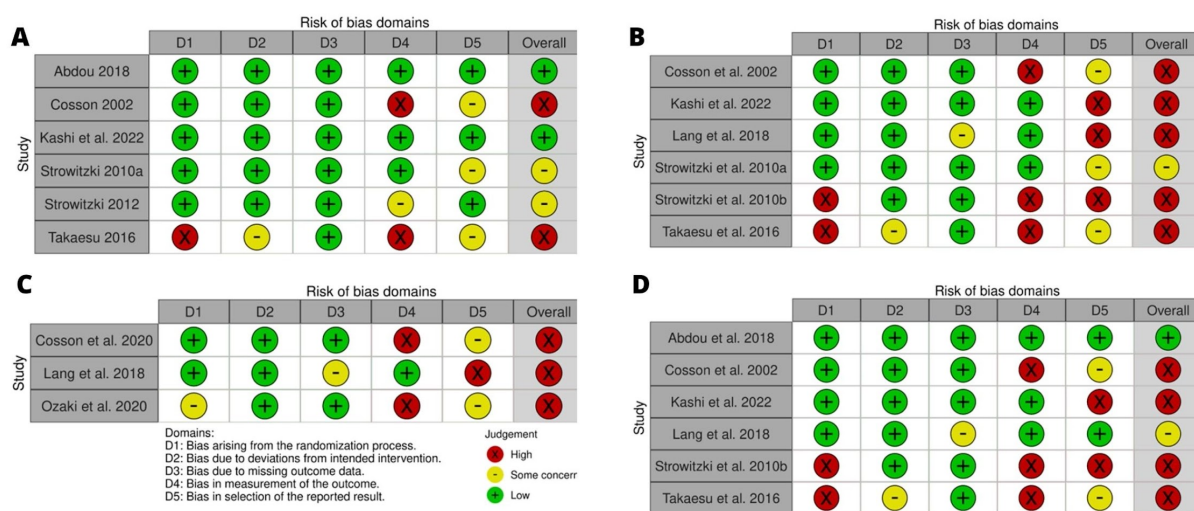 A
Risk of bias domains
D1 D2 D3 D4 D5 Overall
Study
Abdou 2018 + + + + + +
Cosson 2002 + + + X - X
Kashi et al. 2022 + + + + + +
Strowitzki 2010a + + + + - -
Strowitzki 2012 + + + - + -
Takaesu 2016 X - + X - X
B
Risk of bias domains
D1 D2 D3 D4 D5 Overall
Study
Cosson et al. 2002 + + + X - X
Kashi et al. 2022 + + + + X X
Lang et al. 2018 + + - + X X
Strowitzki et al. 2010a + + + + - -
Strowitzki et al. 2010b X + + X X X
Takaesu et al. 2016 X - + X - X
C
Risk of bias domains
D1 D2 D3 D4 D5 Overall
Study
Cosson et al. 2020 + + + X - X
Lang et al. 2018 + + - + X X
Ozaki et al. 2020 - + + X - X
Domains:
D1: Bias arising from the randomization process.
D2: Bias due to deviations from intended intervention.
D3: Bias due to missing outcome data.
D4: Bias in measurement of the outcome.
D5: Bias in selection of the reported result.
Judgement
X High
- Some concerr
+ Low
D
Risk of bias domains
D1 D2 D3 D4 D5 Overall
Study
Abdou et al. 2018 + + + + + +
Cosson et al. 2002 + + + X - X
Kashi et al. 2022 + + + + X X
Lang et al. 2018 + + - + + -
Strowitzki et al. 2010b X + + X X X
Takaesu et al. 2016 X - + X - X